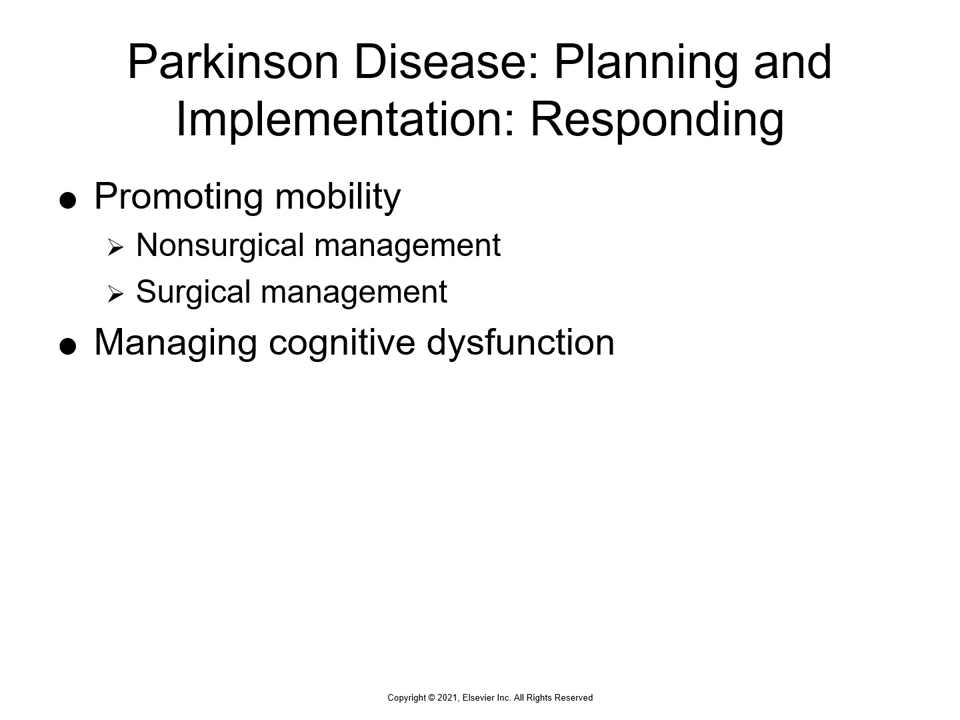 Parkinson Disease: Planning and
Implementation: Responding
● Promoting mobility
➢ Nonsurgical management
➢ Surgical management
● Managing cognitive dysfunction
Copyright © 2021, Elsevier Inc. All Rights Reserved